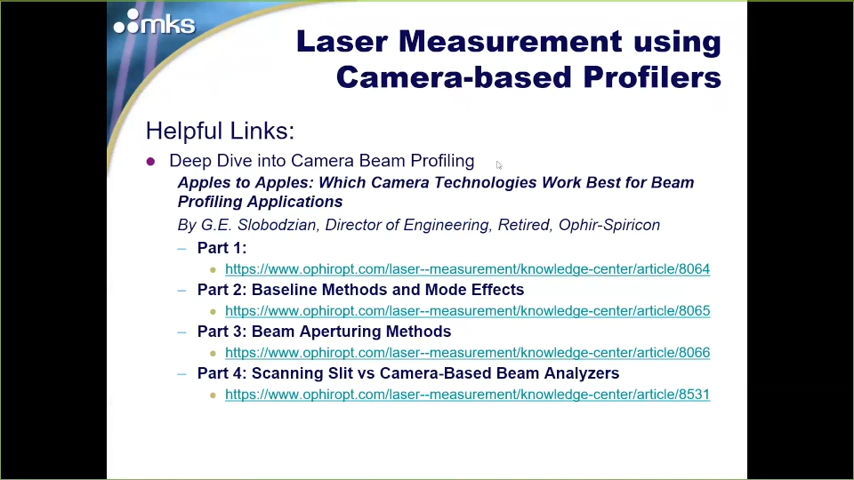 mks
Laser Measurement using
Camera-based Profilers
Helpful Links:
Deep Dive into Camera Beam Profiling
Apples to Apples: Which Camera Technologies Work Best for Beam
Profiling Applications
By G.E. Slobodzian, Director of Engineering, Retired, Ophir-Spiricon
– Part 1:
https://www.ophiropt.com/laser--measurement/knowledge-center/article/8064
– Part 2: Baseline Methods and Mode Effects
https://www.ophiropt.com/laser--measurement/knowledge-center/article/8065
– Part 3: Beam Aperturing Methods
https://www.ophiropt.com/laser--measurement/knowledge-center/article/8066
– Part 4: Scanning Slit vs Camera-Based Beam Analyzers
https://www.ophiropt.com/laser--measurement/knowledge-center/article/8531